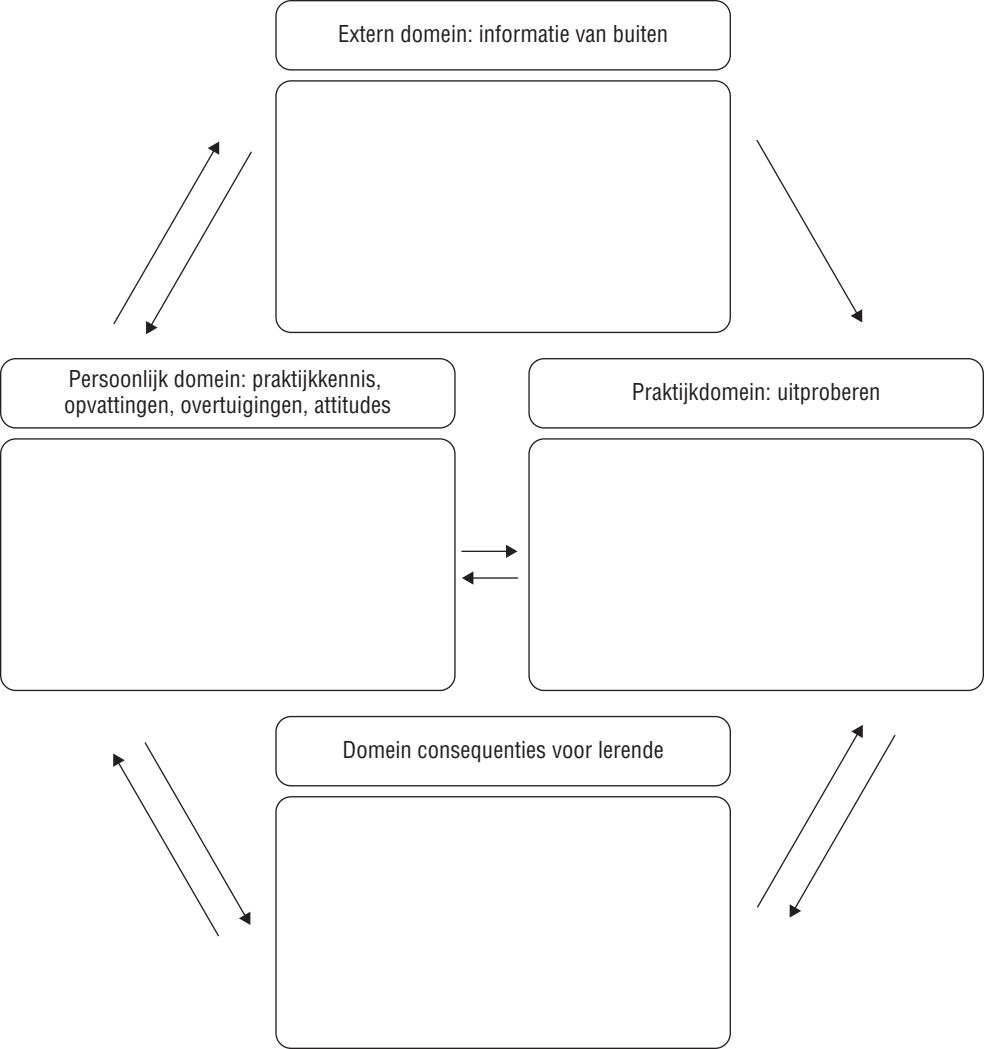 Extern domein: informatie van buiten
Persoonlijk domein: praktijkkennis,
opvattingen, overtuigingen, attitudes
Praktijkdomein: uitproberen
Domein consequenties voor lerende